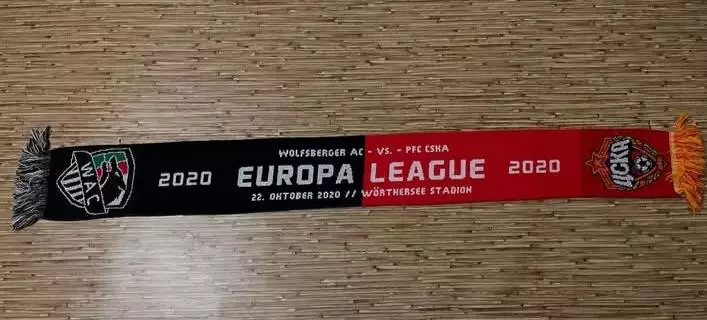 WOLFSBERGER AC - VS. - PFC CSKA
WAC
2020
EUROPA LEAGUE
2020
ЦСКА
22. OKTOBER 2020 // WÖRTHERSEE STADION